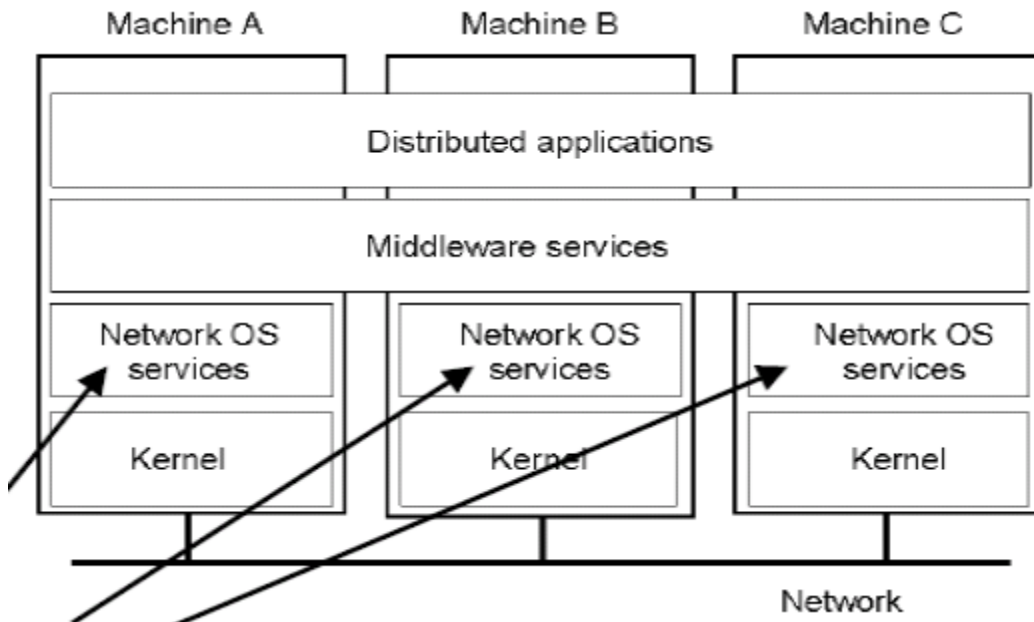 Machine A
Machine B
Machine C
Distributed applications
Middleware services
Network OS
services
Network OS
services
Network OS
services
Kernel
Kernel
Kernel
Network